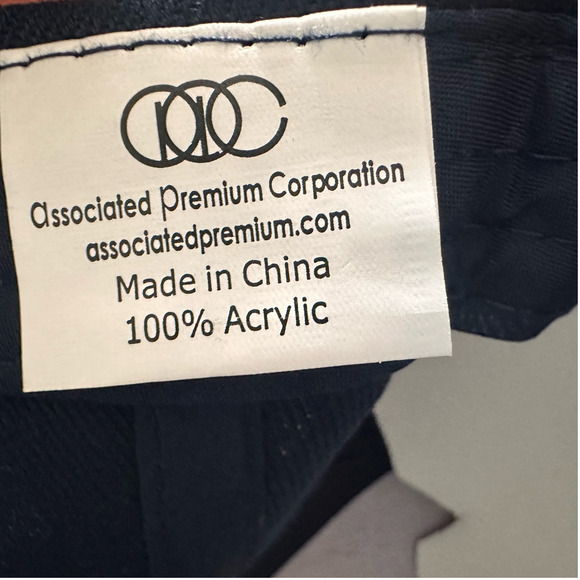 associated premium Corporation
associatedpremium.com
Made in China
100% Acrylic